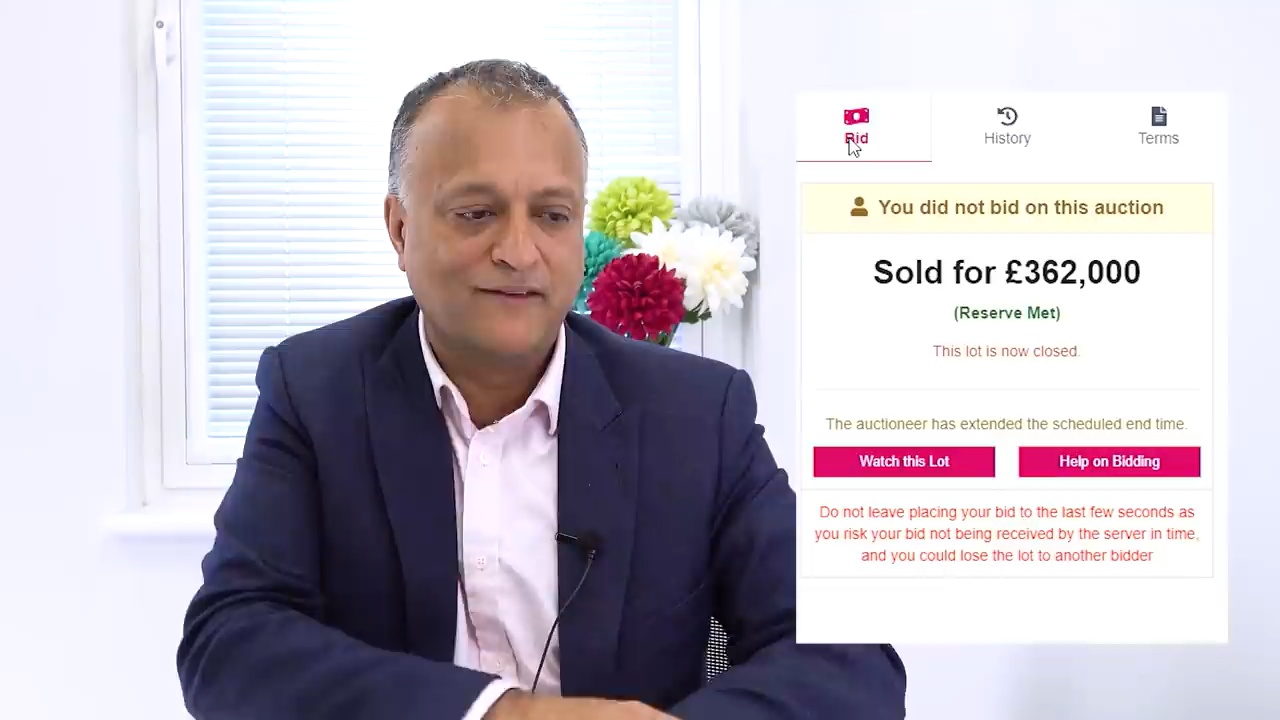 Bid
History
Terms
You did not bid on this auction
Sold for £362,000
(Reserve Met)
This lot is now closed.
The auctioneer has extended the scheduled end time.
Watch this Lot
Help on Bidding
Do not leave placing your bid to the last few seconds as
you risk your bid not being received by the server in time,
and you could lose the lot to another bidder